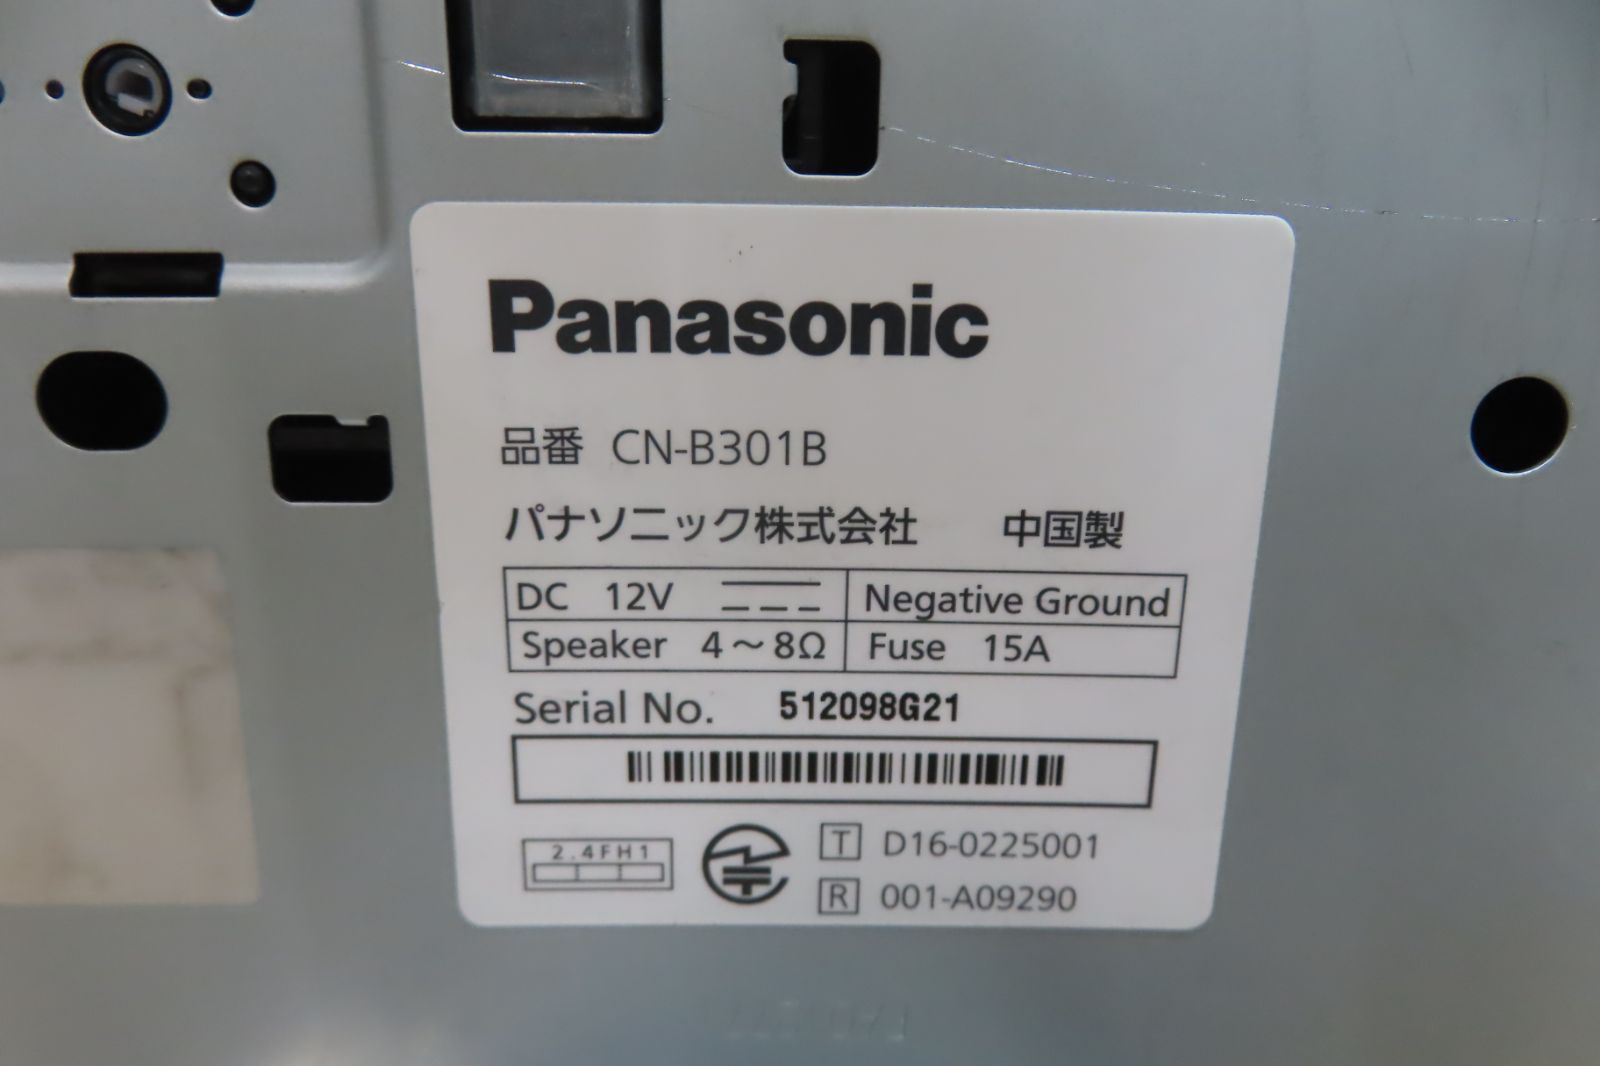 Panasonic
品番 CN-B301B
パナソニック株式会社 中国製
DC 12V Negative Ground
Speaker 4～8Ω Fuse 15A
Serial No. 512098G21
2.4FH1
T D16-0225001
R 001-A09290